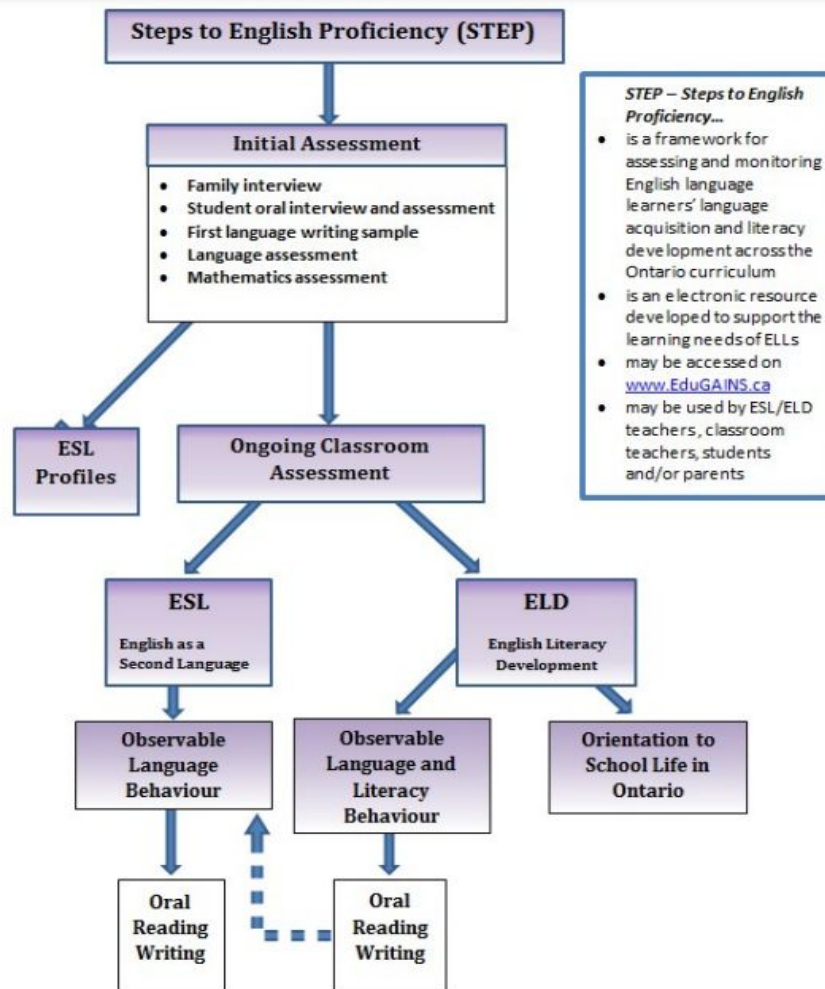 Steps to English Proficiency (STEP)
Initial Assessment
• Family interview
• Student oral interview and assessment
• First language writing sample
• Language assessment
• Mathematics assessment
STEP – Steps to English
Proficiency...
• is a framework for
assessing and monitoring
English language
learners' language
acquisition and literacy
development across the
Ontario curriculum
• is an electronic resource
developed to support the
learning needs of ELLs
• may be accessed on
www.EduGAINS.ca
• may be used by ESL/ELD
teachers, classroom
teachers, students
and/or parents
ESL
Profiles
Ongoing Classroom
Assessment
ESL
English as a
Second Language
ELD
English Literacy
Development
Observable
Language
Behaviour
Observable
Language and
Literacy
Behaviour
Orientation to
School Life in
Ontario
Oral
Reading
Writing
Oral
Reading
Writing